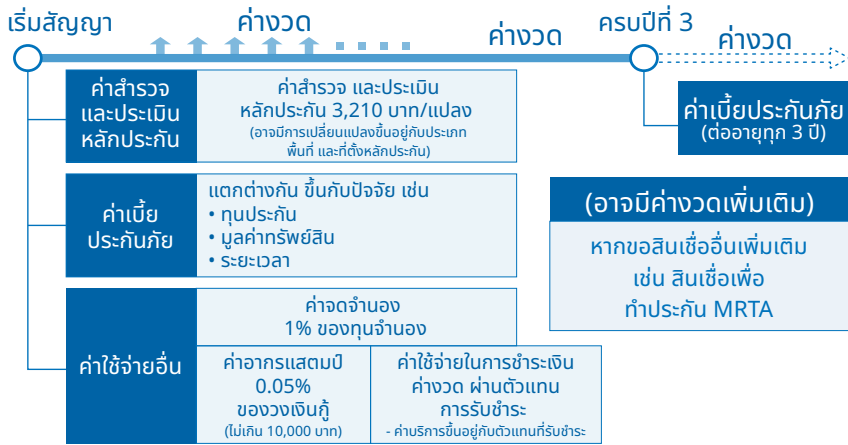 เริ่มสัญญา
ค่างวด
ค่างวด
ครบปีที่ 3
ค่างวด
ค่าสำรวจ
และประเมิน
หลักประกัน
ค่าสำรวจ และประเมิน
หลักประกัน 3,210 บาท/แปลง
(อาจมีการเปลี่ยนแปลงขึ้นอยู่กับประเภท
พื้นที่ และที่ตั้งหลักประกัน)
ค่าเบี้ยประกันภัย
(ต่ออายุทุก 3 ปี)
ค่าเบี้ย
ประกันภัย
แตกต่างกัน ขึ้นกับปัจจัย เช่น
• ทุนประกัน
• มูลค่าทรัพย์สิน
• ระยะเวลา
(อาจมีค่างวดเพิ่มเติม)
หากขอสินเชื่ออื่นเพิ่มเติม
เช่น สินเชื่อเพื่อ
ทำประกัน MRTA
ค่าใช้จ่ายอื่น
ค่าจดจำนอง
1% ของทุนจำนอง
ค่าอากรแสตมป์
0.05%
ของวงเงินกู้
(ไม่เกิน 10,000 บาท)
ค่าใช้จ่ายในการชำระเงิน
ค่างวด ผ่านตัวแทน
การรับชำระ
- ค่าบริการขึ้นอยู่กับตัวแทนที่รับชำระ